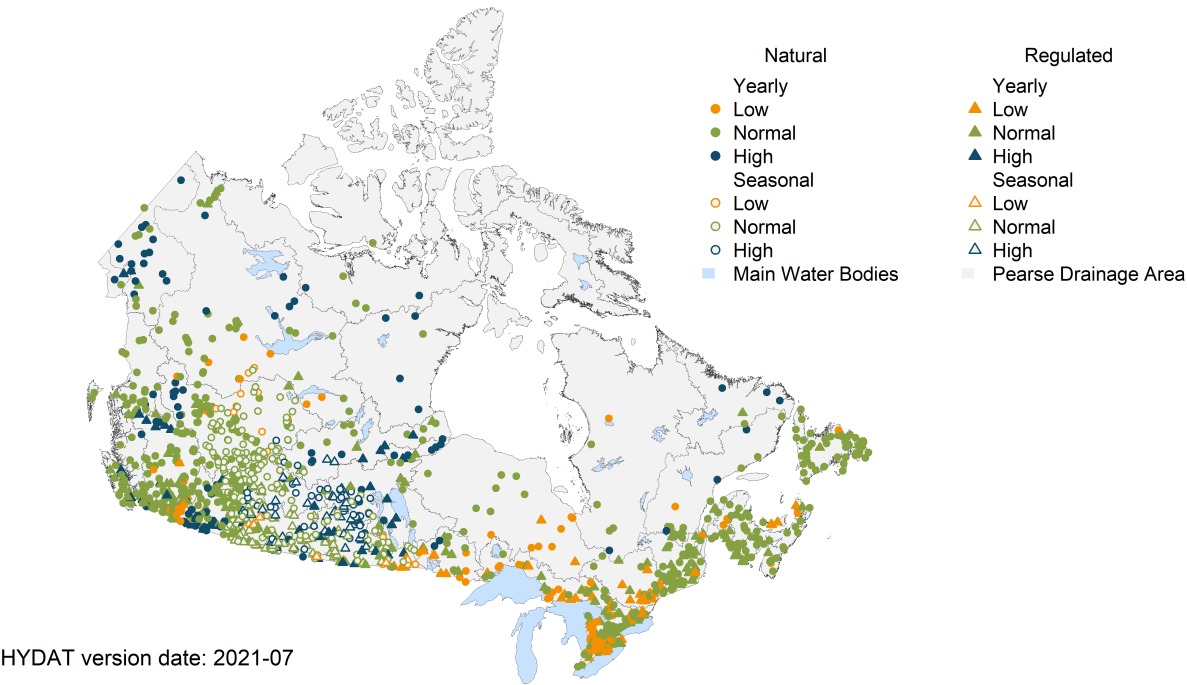 Natural
Yearly
Low
Normal
High
Seasonal
Low
Normal
High
Main Water Bodies
Regulated
Yearly
Low
Normal
High
Seasonal
Low
Normal
High
Pearse Drainage Area
HYDAT version date: 2021-07